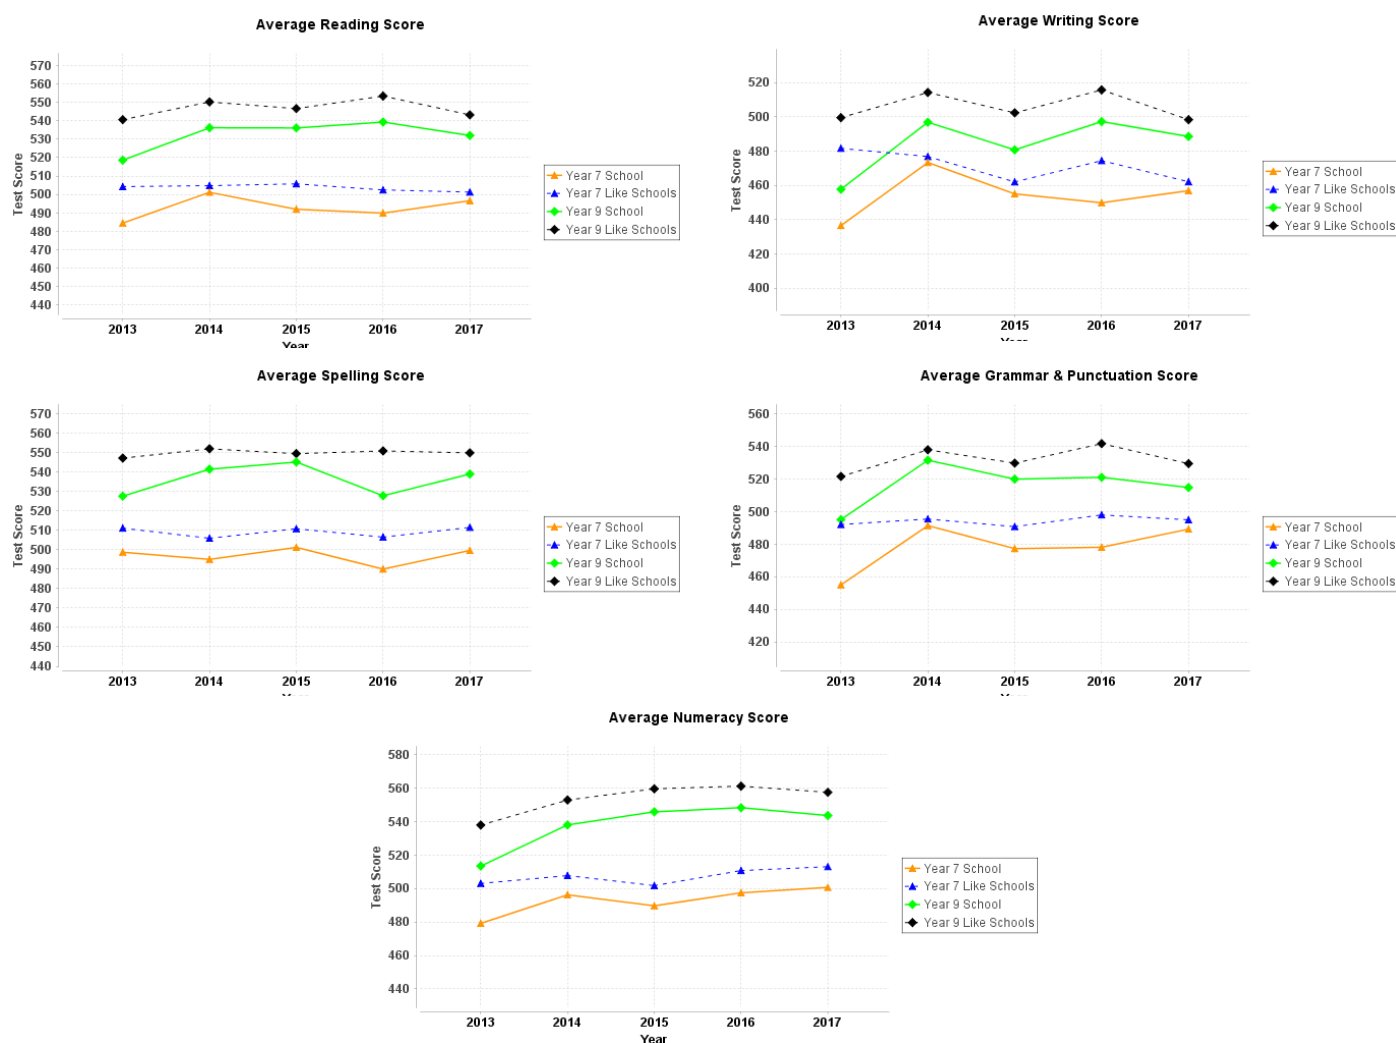 Average Reading Score
570
560
550
540
530
520
510
500
490
480
470
460
450
440
Test Score
2013 2014 2015 2016 2017
Year
Year 7 School
Year 7 Like Schools
Year 9 School
Year 9 Like Schools
Average Writing Score
520
500
480
460
440
420
400
Test Score
2013 2014 2015 2016 2017
Year
Year 7 School
Year 7 Like Schools
Year 9 School
Year 9 Like Schools
Average Spelling Score
570
560
550
540
530
520
510
500
490
480
470
460
450
440
Test Score
2013 2014 2015 2016 2017
Year
Year 7 School
Year 7 Like Schools
Year 9 School
Year 9 Like Schools
Average Grammar & Punctuation Score
560
540
520
500
480
460
440
420
Test Score
2013 2014 2015 2016 2017
Year
Year 7 School
Year 7 Like Schools
Year 9 School
Year 9 Like Schools
Average Numeracy Score
580
560
540
520
500
480
460
440
Test Score
2013 2014 2015 2016 2017
Year
Year 7 School
Year 7 Like Schools
Year 9 School
Year 9 Like Schools